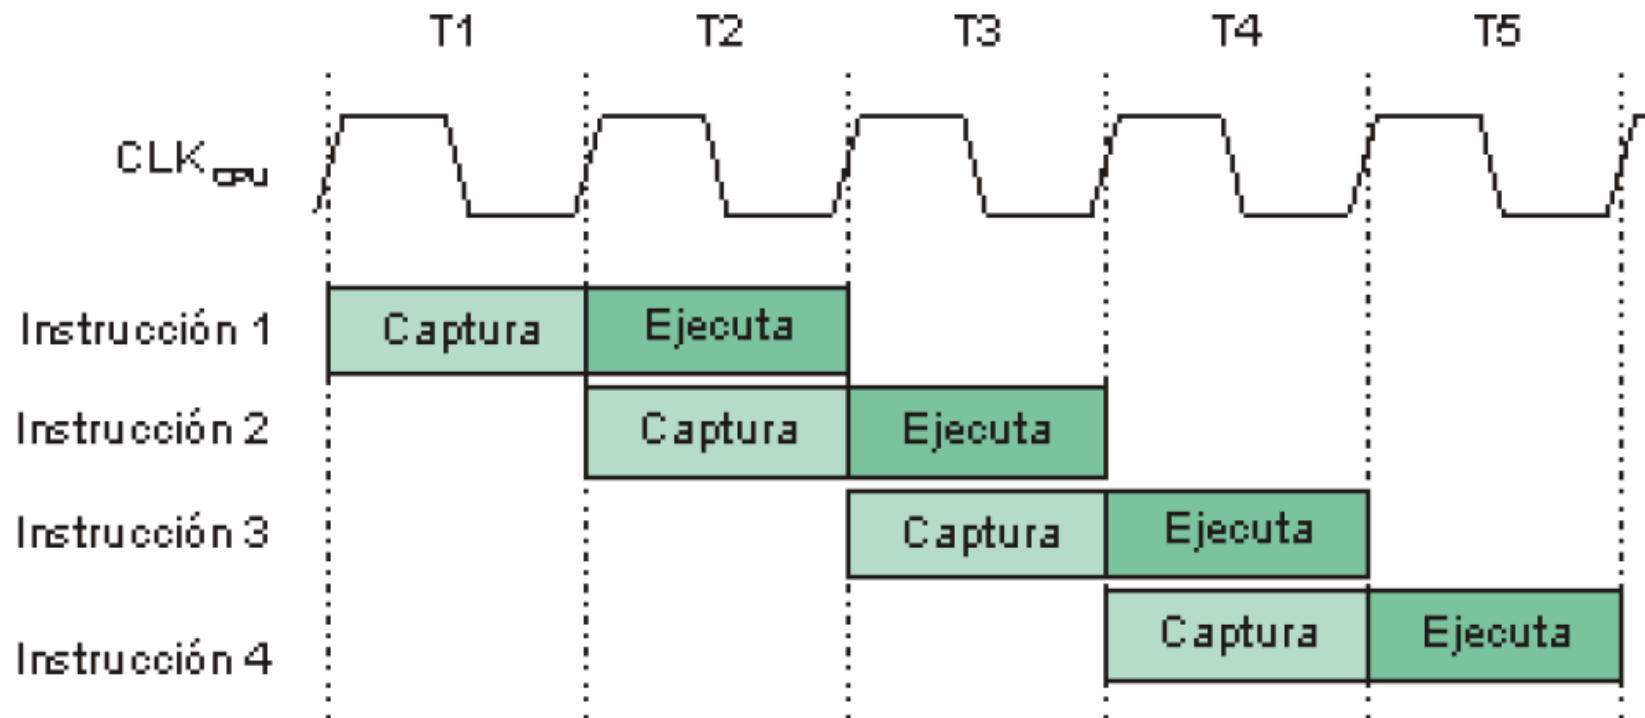 T1 T2 T3 T4 T5
CLK CPU
Instrucción 1 Captura Ejecuta
Instrucción 2 Captura Ejecuta
Instrucción 3 Captura Ejecuta
Instrucción 4 Captura Ejecuta